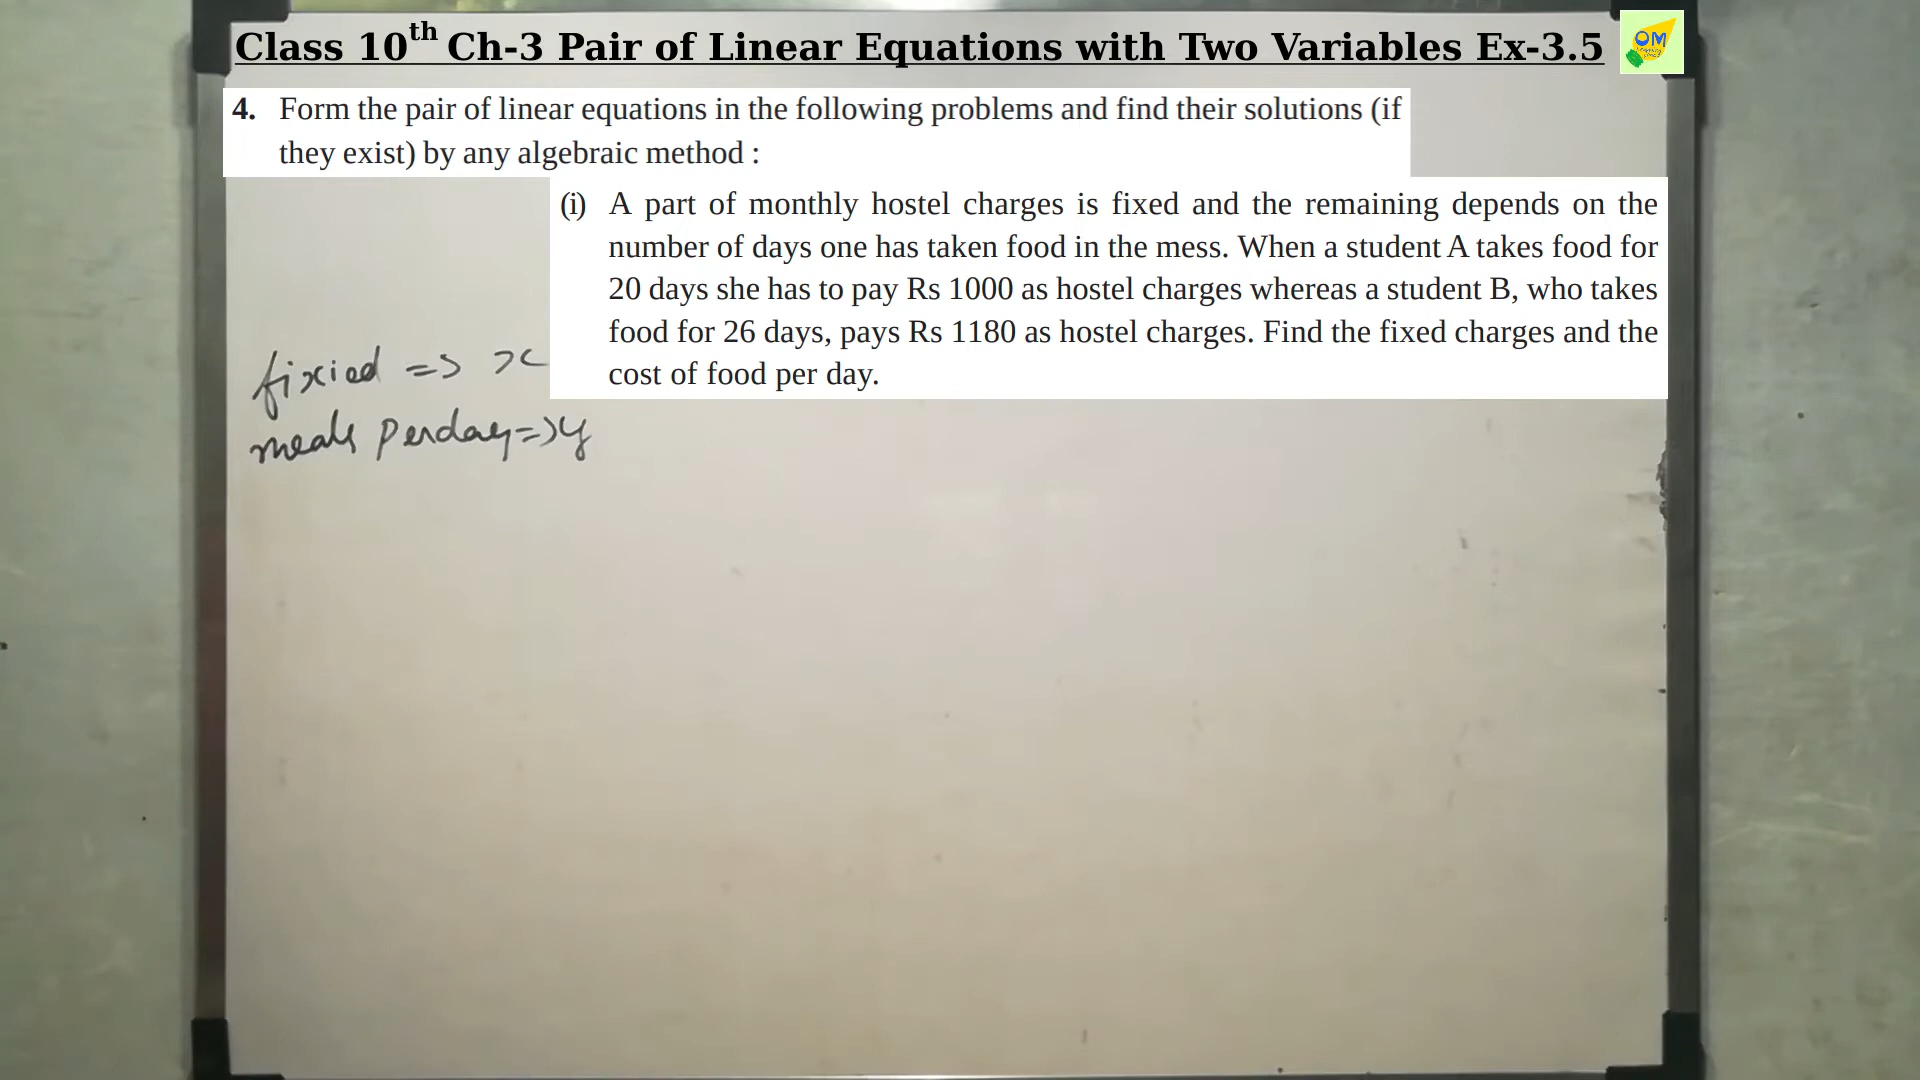 Class 10th Ch-3 Pair of Linear Equations with Two Variables Ex-3.5
OM
4. Form the pair of linear equations in the following problems and find their solutions (if
they exist) by any algebraic method :
(i) A part of monthly hostel charges is fixed and the remaining depends on the
number of days one has taken food in the mess. When a student A takes food for
20 days she has to pay Rs 1000 as hostel charges whereas a student B, who takes
food for 26 days, pays Rs 1180 as hostel charges. Find the fixed charges and the
cost of food per day.
fixied => x
meals Perday=>y